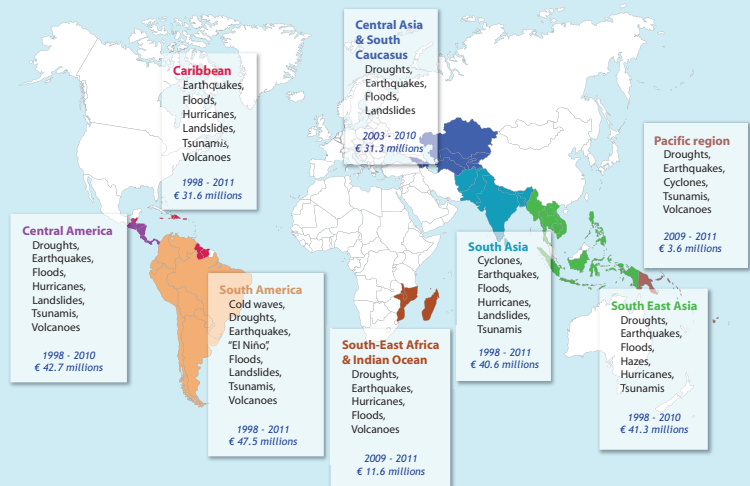 Caribbean
Earthquakes,
Floods,
Hurricanes,
Landslides,
Tsunamis,
Volcanoes
1998 - 2011
€ 31.6 millions
Central Asia
& South
Caucasus
Droughts,
Earthquakes,
Floods,
Landslides
2003 - 2010
€ 31.3 millions
Pacific region
Droughts,
Earthquakes,
Cyclones,
Tsunamis,
Volcanoes
2009 - 2011
€ 3.6 millions
Central America
Droughts,
Earthquakes,
Floods,
Hurricanes,
Landslides,
Tsunamis,
Volcanoes
1998 - 2010
€ 42.7 millions
South America
Cold waves,
Droughts,
Earthquakes,
“El Niño”,
Floods,
Landslides,
Tsunamis,
Volcanoes
1998 - 2011
€ 47.5 millions
South-East Africa
& Indian Ocean
Droughts,
Earthquakes,
Hurricanes,
Floods,
Volcanoes
2009 - 2011
€ 11.6 millions
South Asia
Cyclones,
Earthquakes,
Floods,
Hurricanes,
Landslides,
Tsunamis
1998 - 2011
€ 40.6 millions
South East Asia
Droughts,
Earthquakes,
Floods,
Hazes,
Hurricanes,
Tsunamis
1998 - 2010
€ 41.3 millions